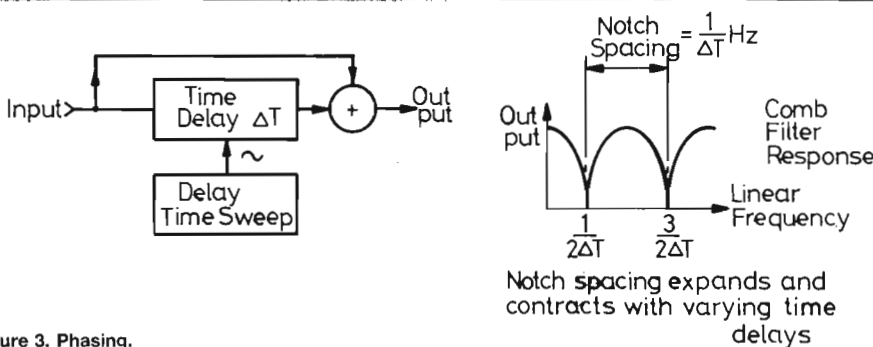 Input
Time
Delay ΔT
+
Out
put
~
Delay
Time Sweep
ure 3. Phasing.
Notch
Spacing = 1/ΔT Hz
Out
put
Comb
Filter
Response
Linear
Frequency
1/2ΔT
3/2ΔT
Notch spacing expands and
contracts with varying time
delays